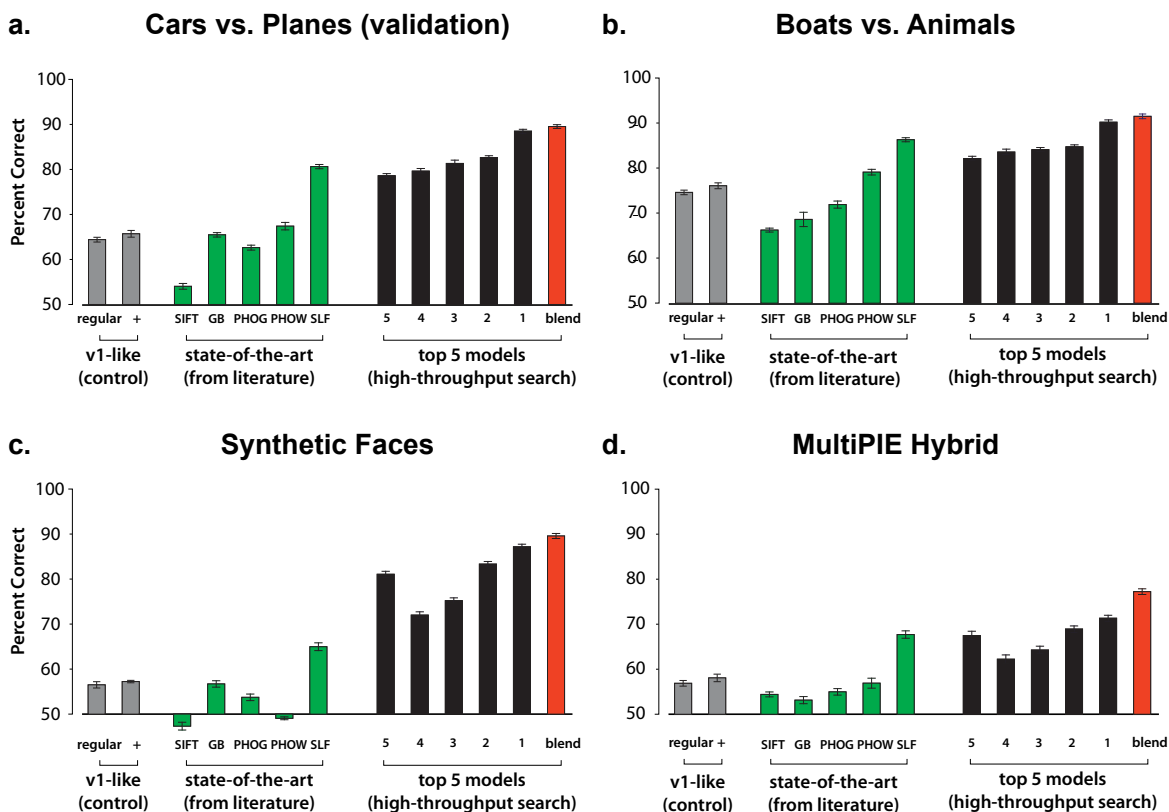 a. Cars vs. Planes (validation)
Percent Correct
100
90
80
70
60
50
regular + SIFT GB PHOG PHOW SLF 5 4 3 2 1 blend
v1-like state-of-the-art top 5 models
(control) (from literature) (high-throughput search)
b. Boats vs. Animals
100
90
80
70
60
50
regular + SIFT GB PHOG PHOW SLF 5 4 3 2 1 blend
v1-like state-of-the-art top 5 models
(control) (from literature) (high-throughput search)
c. Synthetic Faces
Percent Correct
100
90
80
70
60
50
regular + SIFT GB PHOG PHOW SLF 5 4 3 2 1 blend
v1-like state-of-the-art top 5 models
(control) (from literature) (high-throughput search)
d. MultiPIE Hybrid
100
90
80
70
60
50
regular + SIFT GB PHOG PHOW SLF 5 4 3 2 1 blend
v1-like state-of-the-art top 5 models
(control) (from literature) (high-throughput search)